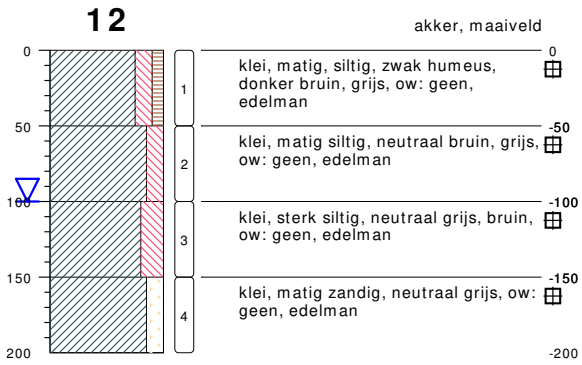 12
akker, maaiveld
0
0
1
klei, matig, siltig, zwak humeus,
donker bruin, grijs, ow: geen,
edelman
50
-50
2
klei, matig siltig, neutraal bruin, grijs,
ow: geen, edelman
100
-100
3
klei, sterk siltig, neutraal grijs, bruin,
ow: geen, edelman
150
-150
4
klei, matig zandig, neutraal grijs, ow:
geen, edelman
200
-200